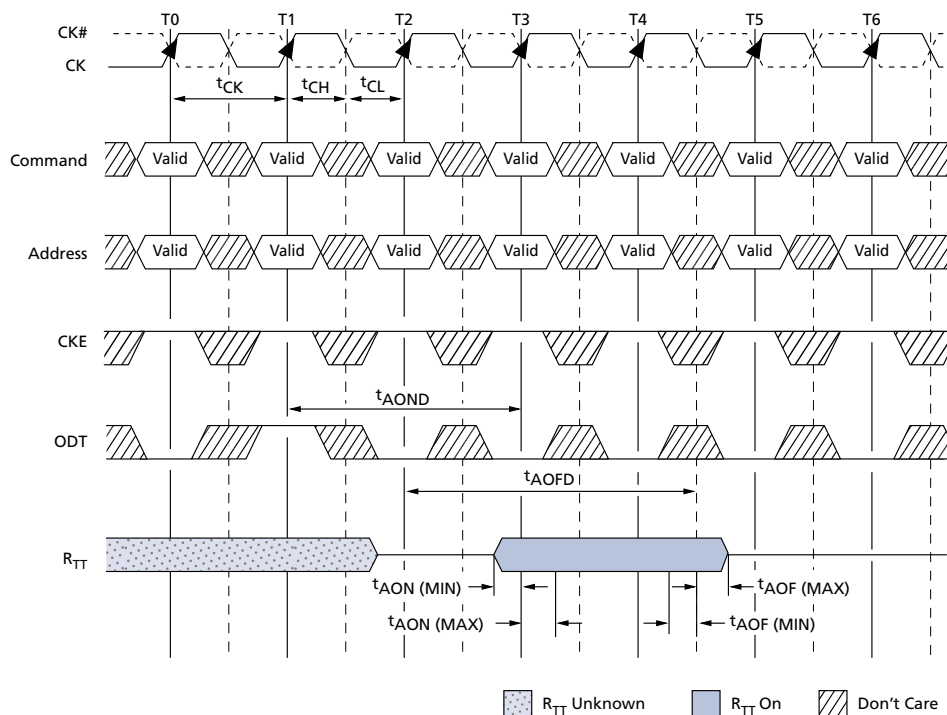 T0 T1 T2 T3 T4 T5 T6
CK#
CK
tCK tCH tCL
Command Valid Valid Valid Valid Valid Valid Valid
Address Valid Valid Valid Valid Valid Valid Valid
CKE
tAOND
ODT
tAOFD
RTT
tAON (MIN) tAOF (MAX)
tAON (MAX) tAOF (MIN)
RTT Unknown RTT On Don't Care